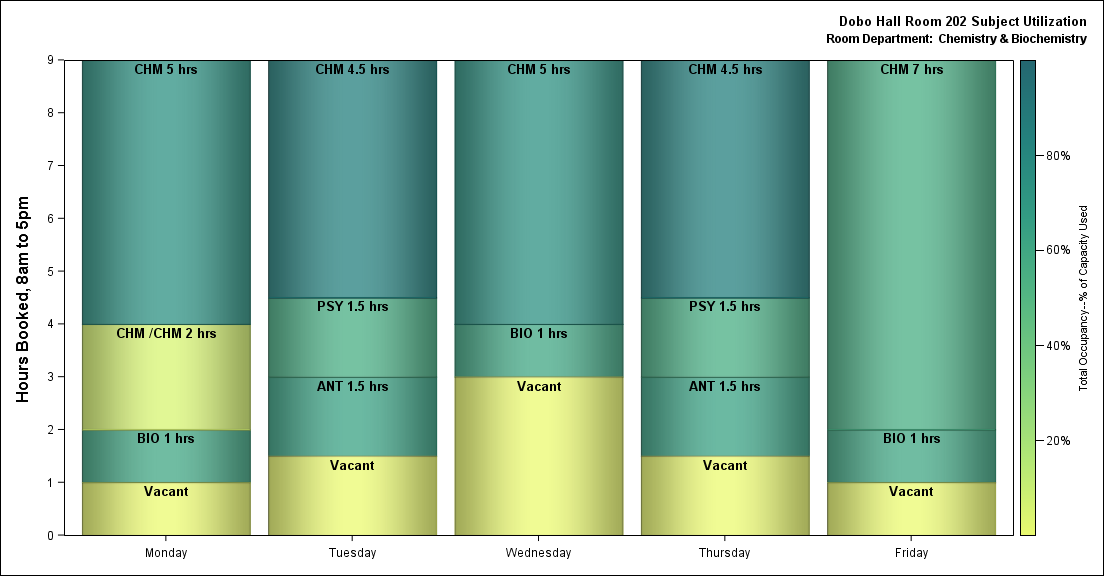 Dobo Hall Room 202 Subject Utilization
Room Department: Chemistry & Biochemistry
Hours Booked, 8am to 5pm
9
8
7
6
5
4
3
2
1
0
CHM 5 hrs
CHM /CHM 2 hrs
BIO 1 hrs
Vacant
Monday
CHM 4.5 hrs
PSY 1.5 hrs
ANT 1.5 hrs
Vacant
Tuesday
CHM 5 hrs
BIO 1 hrs
Vacant
Wednesday
CHM 4.5 hrs
PSY 1.5 hrs
ANT 1.5 hrs
Vacant
Thursday
CHM 7 hrs
BIO 1 hrs
Vacant
Friday
80%
60%
40%
20%
Total Occupancy--% of Capacity Used